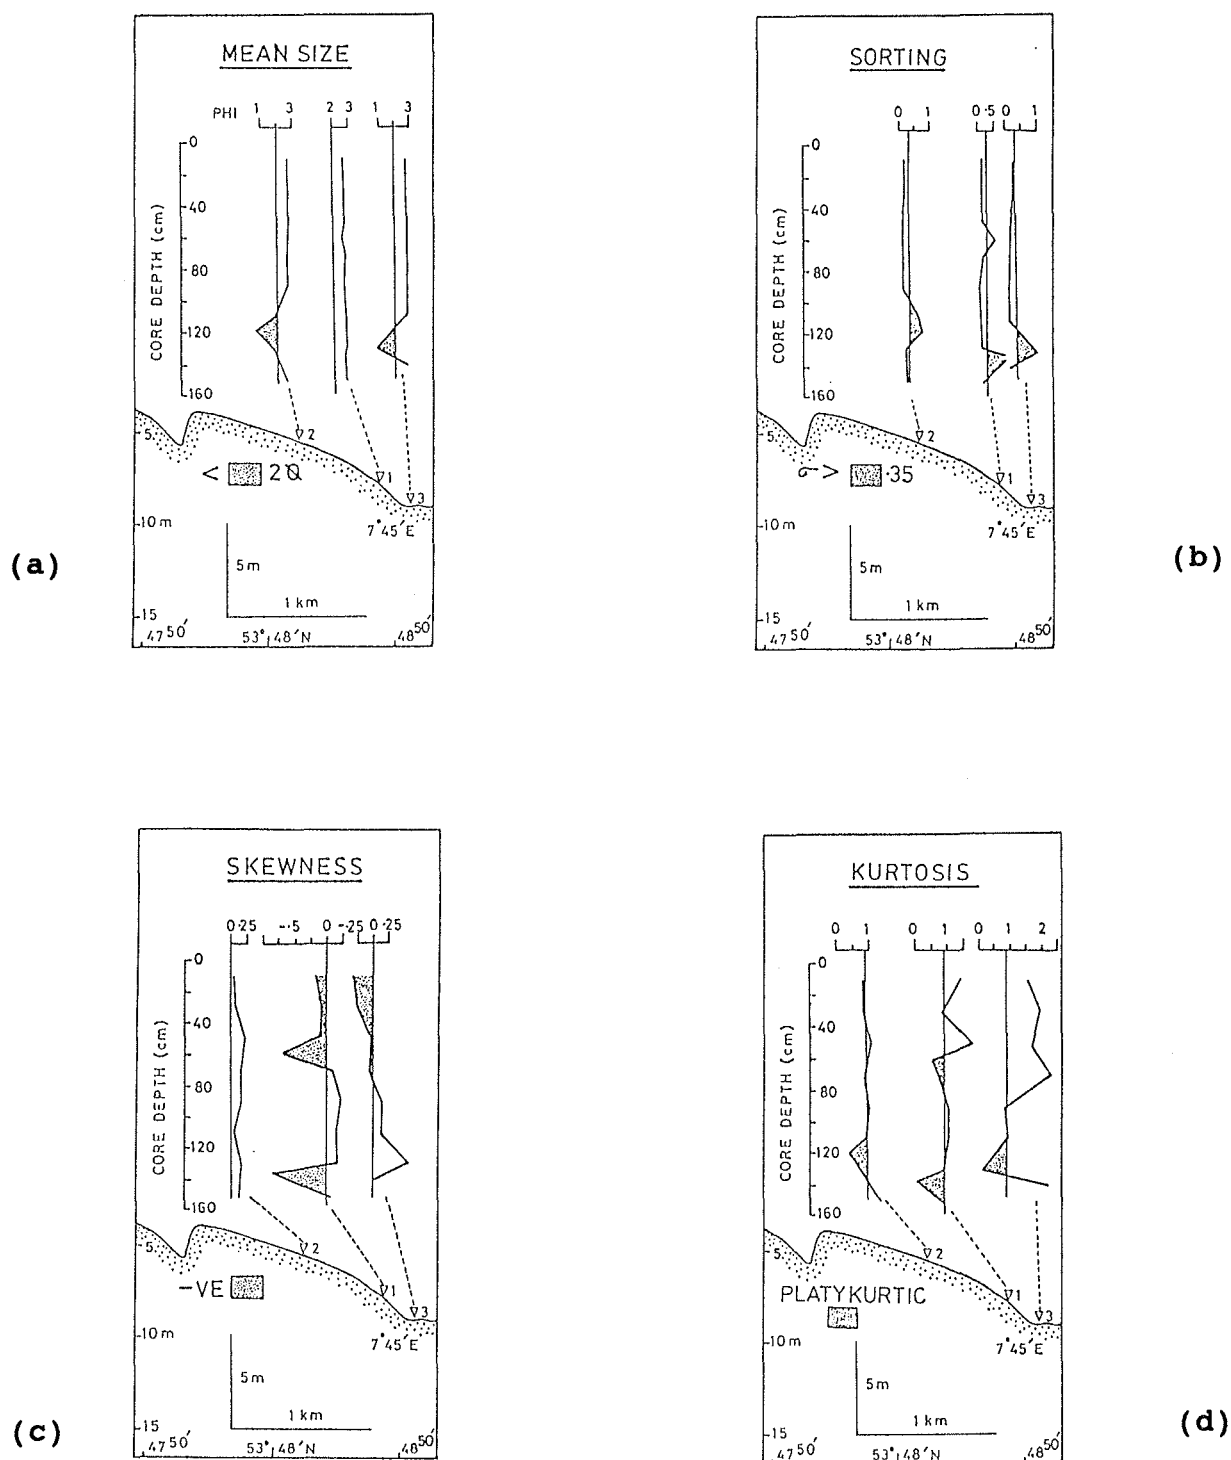 MEAN SIZE
PHI 1 3 2 3 1 3
0
40
80
120
160
CORE DEPTH (cm)
5
2
1
3
< 2Q
10 m
7°45'E
5 m
1 km
15
47 50' 53° 48'N 48 50'
(a)
SORTING
0 1 0 .5 0 1
0
40
80
120
160
CORE DEPTH (cm)
5
2
1
3
σ > .35
10 m
7°45'E
5 m
1 km
15
47 50' 53° 48'N 48 50'
(b)
SKEWNESS
0 .25 -.5 0 -.25 0 .25
0
40
80
120
160
CORE DEPTH (cm)
5
2
1
3
-VE
10 m
7°45'E
5 m
1 km
15
47 50' 53° 48'N 48 50'
(c)
KURTOSIS
0 1 0 1 0 1 2
0
40
80
120
160
CORE DEPTH (cm)
5
2
1
3
PLATYKURTIC
10 m
7°45'E
5 m
1 km
15
47 50' 53° 48'N 48 50'
(d)